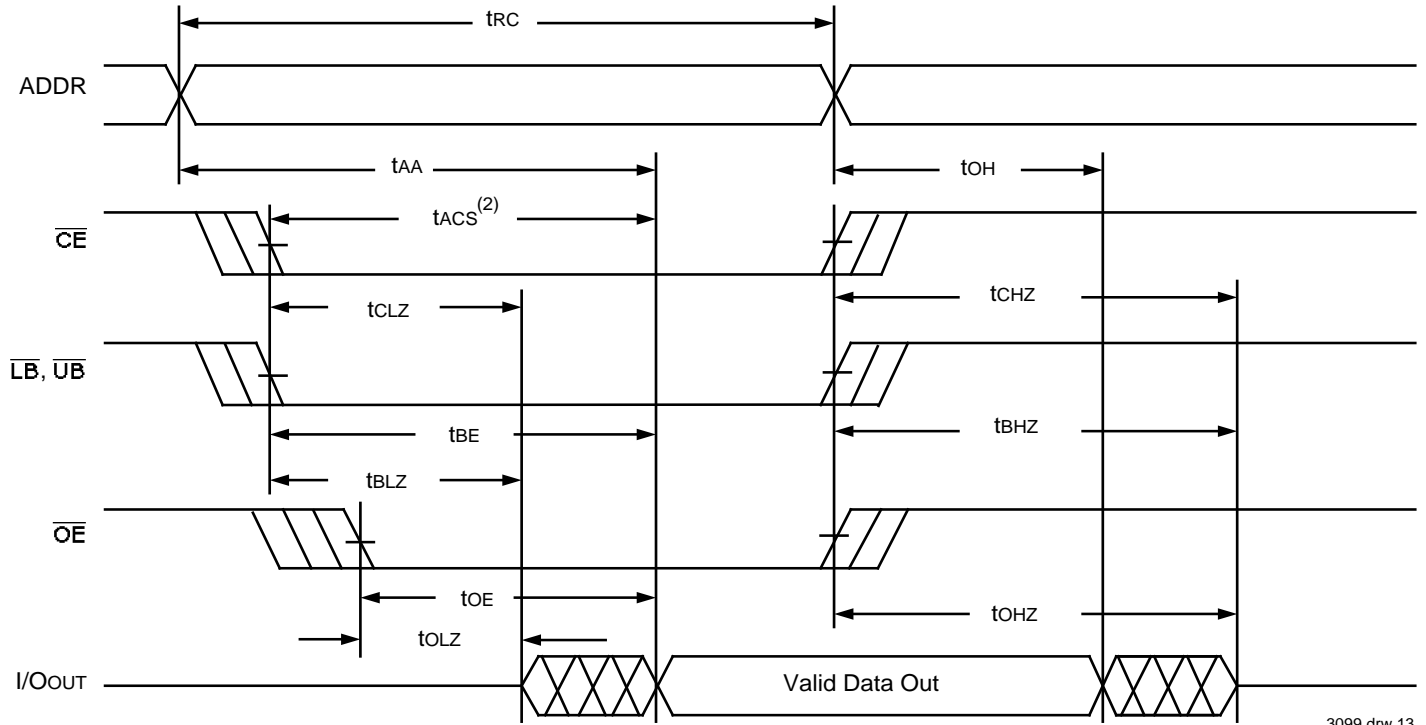 tRC
ADDR
tAA
tOH
tACS(2)
CE
tCLZ
tCHZ
LB, UB
tBE
tBHZ
tBLZ
OE
tOE
tOHZ
tOLZ
I/OOUT
Valid Data Out
3099 drw 13